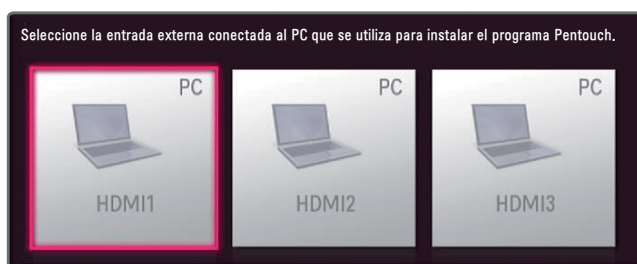 Seleccione la entrada externa conectada al PC que se utiliza para instalar el programa Pentouch.
PC PC PC
HDMI1 HDMI2 HDMI3